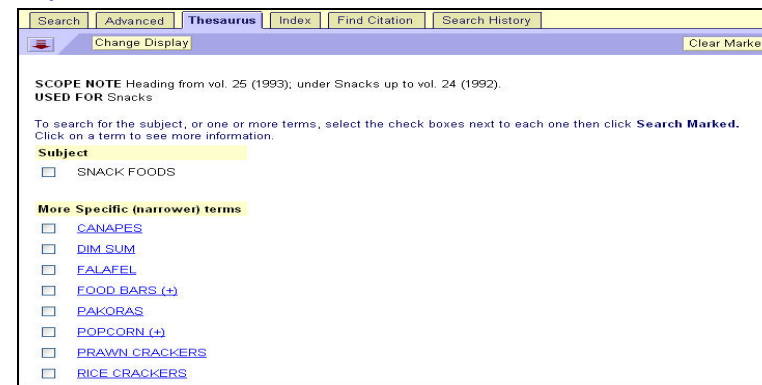 Search Advanced Thesaurus Index Find Citation Search History
Change Display Clear Marke
SCOPE NOTE Heading from vol. 25 (1993); under Snacks up to vol. 24 (1992).
USED FOR Snacks
To search for the subject, or one or more terms, select the check boxes next to each one then click Search Marked.
Click on a term to see more information.
Subject
SNACK FOODS
More Specific (narrower) terms
CANAPES
DIM SUM
FALAFEL
FOOD BARS (+)
PAKORAS
POPCORN (+)
PRAWN CRACKERS
RICE CRACKERS